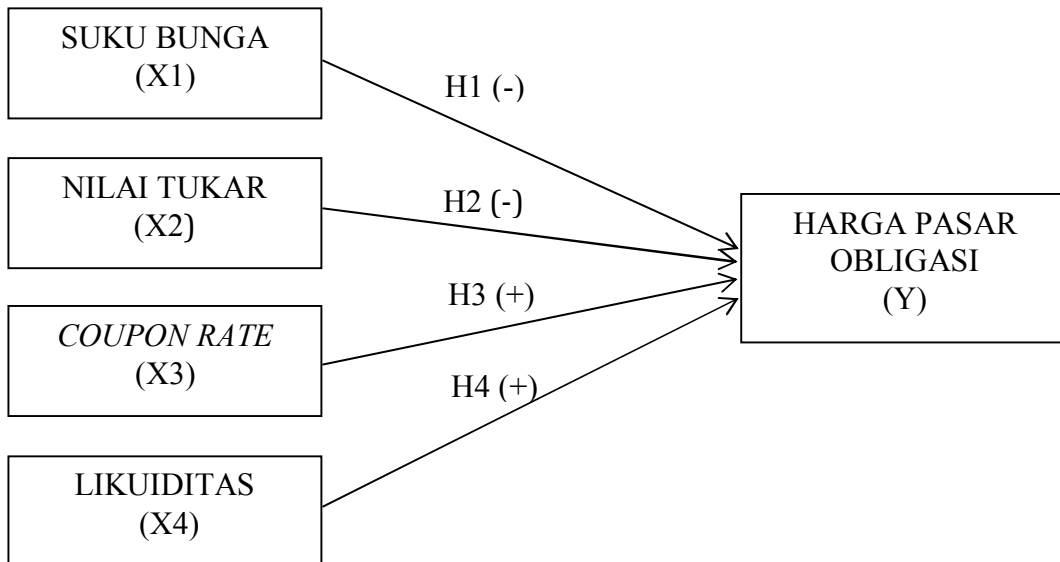 SUKU BUNGA
(X1)
H1 (-)
NILAI TUKAR
(X2)
H2 (-)
HARGA PASAR
OBLIGASI
(Y)
COUPON RATE
(X3)
H3 (+)
H4 (+)
LIKUIDITAS
(X4)